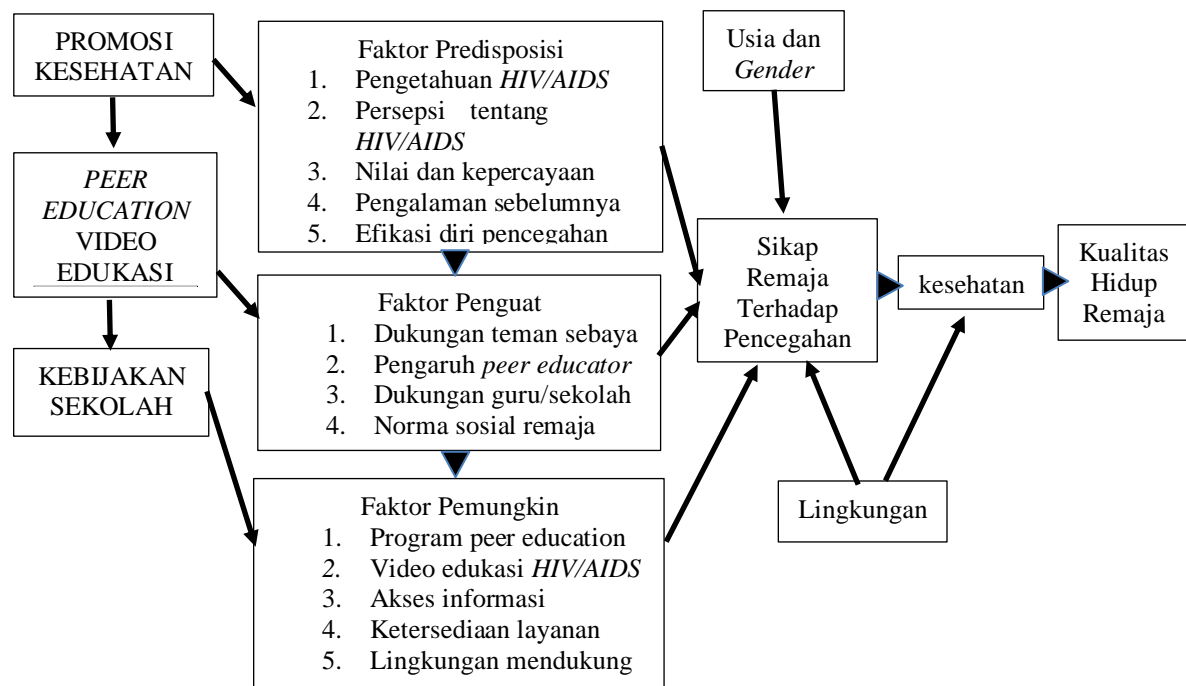 PROMOSI
KESEHATAN
PEER
EDUCATION
VIDEO
EDUKASI
KEBIJAKAN
SEKOLAH
Faktor Predisposisi
1. Pengetahuan HIV/AIDS
2. Persepsi tentang
HIV/AIDS
3. Nilai dan kepercayaan
4. Pengalaman sebelumnya
5. Efikasi diri pencegahan
Faktor Penguat
1. Dukungan teman sebaya
2. Pengaruh peer educator
3. Dukungan guru/sekolah
4. Norma sosial remaja
Faktor Pemungkin
1. Program peer education
2. Video edukasi HIV/AIDS
3. Akses informasi
4. Ketersediaan layanan
5. Lingkungan mendukung
Usia dan
Gender
Sikap
Remaja
Terhadap
Pencegahan
Lingkungan
kesehatan
Kualitas
Hidup
Remaja